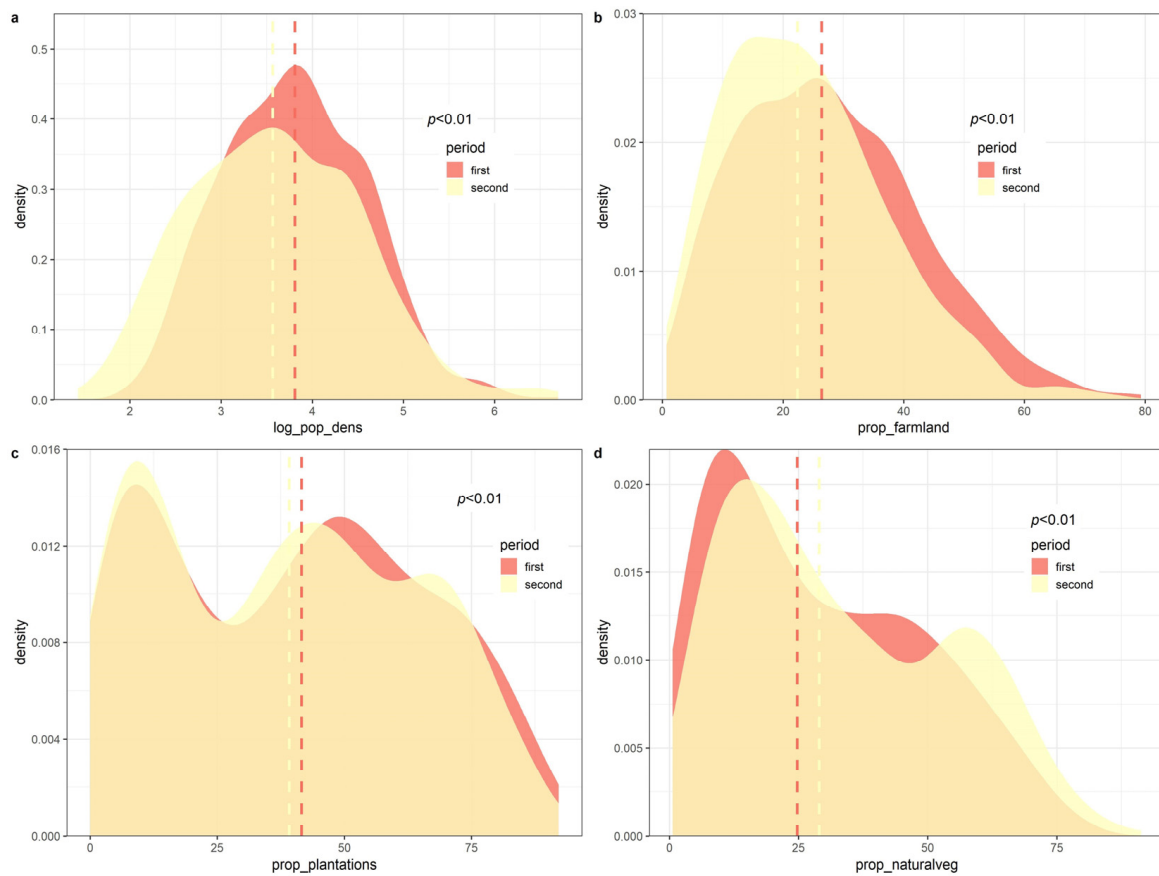 a
0.5
0.4
0.3
0.2
0.1
0.0
density
2 3 4 5 6
log_pop_dens
p<0.01
period
first
second
b
0.03
0.02
0.01
0.00
density
0 20 40 60 80
prop_farmland
p<0.01
period
first
second
c
0.016
0.012
0.008
0.004
0.000
density
0 25 50 75
prop_plantations
p<0.01
period
first
second
d
0.020
0.015
0.010
0.005
0.000
density
0 25 50 75
prop_naturalveg
p<0.01
period
first
second